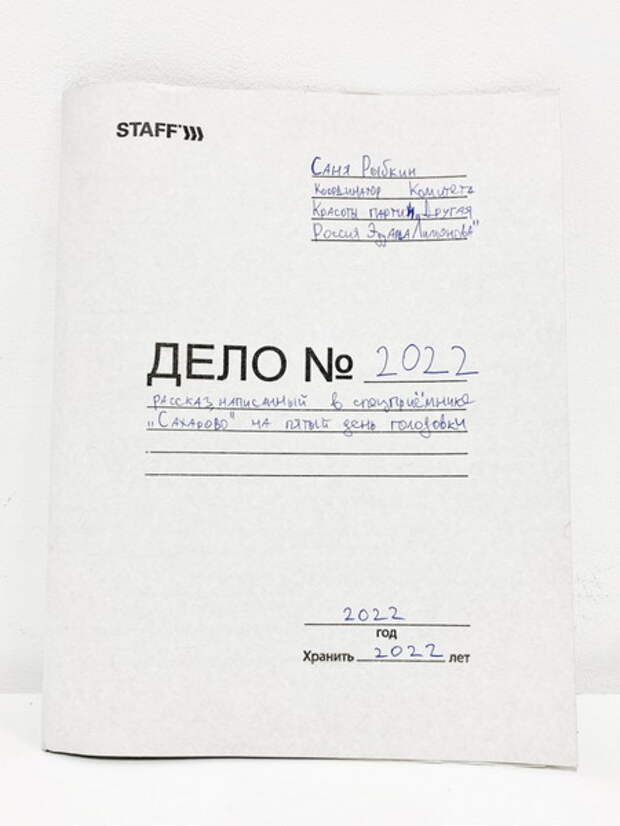 STAFF
Саня Рыбкин
Координатор Комитета
Красоты партии „Другая
Россия Эдуарда Лимонова"
ДЕЛО № 2022
рассказ, написанный в спецприёмнике
„Сахарово" на пятый день голодовки
2022
год
Хранить 2022 лет